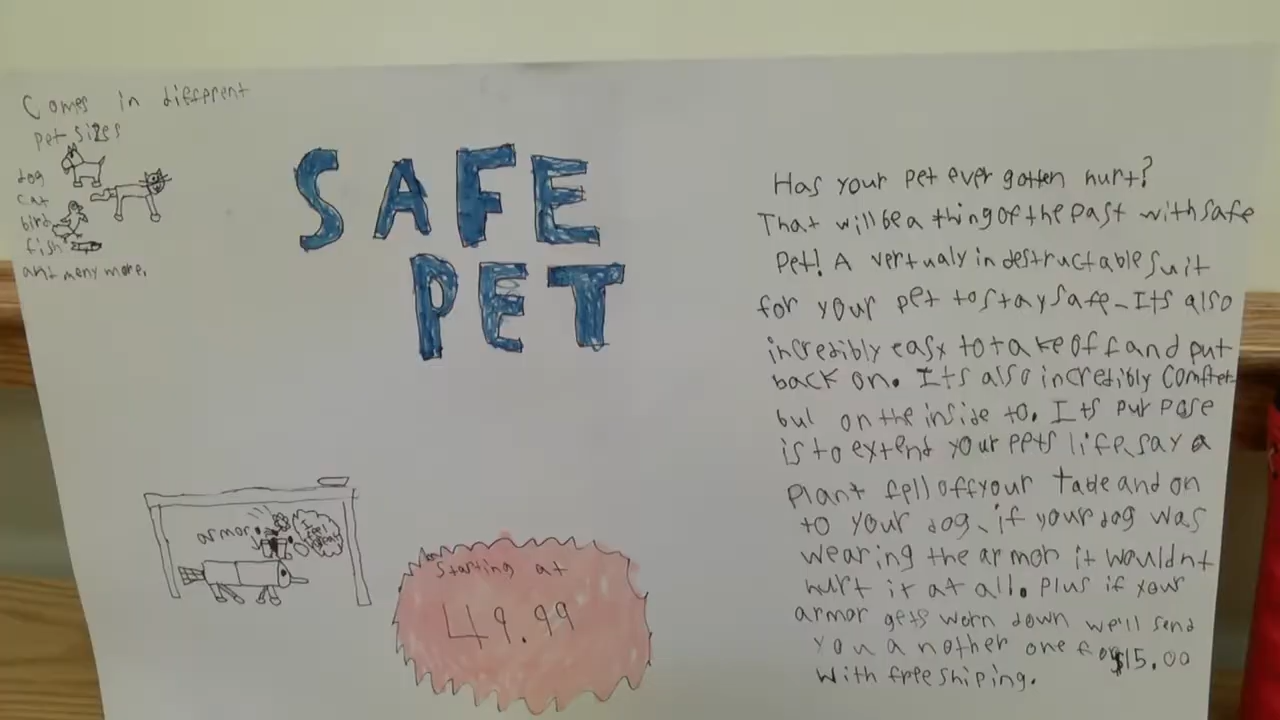 Comes in different
pet sizes
dog
cat
bird
fish
ant meny more.
SAFE
PET
armor
I feel great
Starting at
49.99
Has your pet ever gotten hurt?
That will be a thing of the past with safe
Pet! A vertualy indestructable suit
for your pet to stay safe. Its also
incredibly easy to take off and put
back on. Its also incredibly comfter-
bul on the inside to. Its purpose
is to extend your pets life, say a
plant fell off your table and on
to your dog, if your dog was
wearing the armor it wouldnt
hurt it at all. Plus if your
armor gets worn down we'll send
you another one for $15.00
with free shiping.